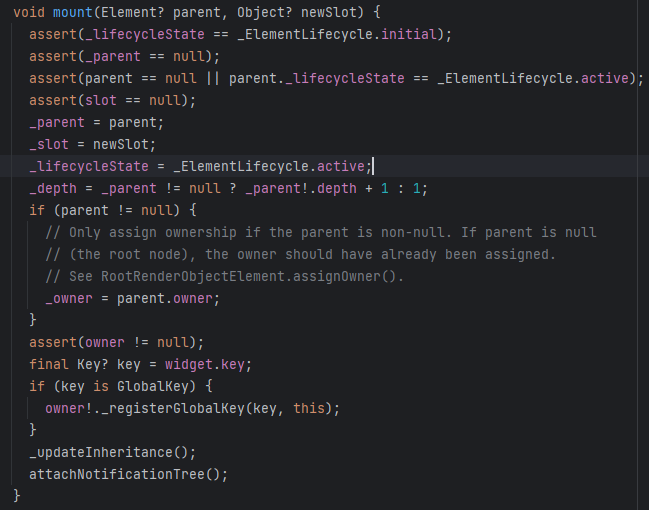 void mount(Element? parent, Object? newSlot) {
assert(_lifecycleState == _ElementLifecycle.initial);
assert(_parent == null);
assert(parent == null || parent._lifecycleState == _ElementLifecycle.active);
assert(slot == null);
_parent = parent;
_slot = newSlot;
_lifecycleState = _ElementLifecycle.active;
_depth = _parent != null ? _parent!.depth + 1 : 1;
if (parent != null) {
// Only assign ownership if the parent is non-null. If parent is null
// (the root node), the owner should have already been assigned.
// See RootRenderObjectElement.assignOwner().
_owner = parent.owner;
}
assert(owner != null);
final Key? key = widget.key;
if (key is GlobalKey) {
owner!._registerGlobalKey(key, this);
}
_updateInheritance();
attachNotificationTree();
}